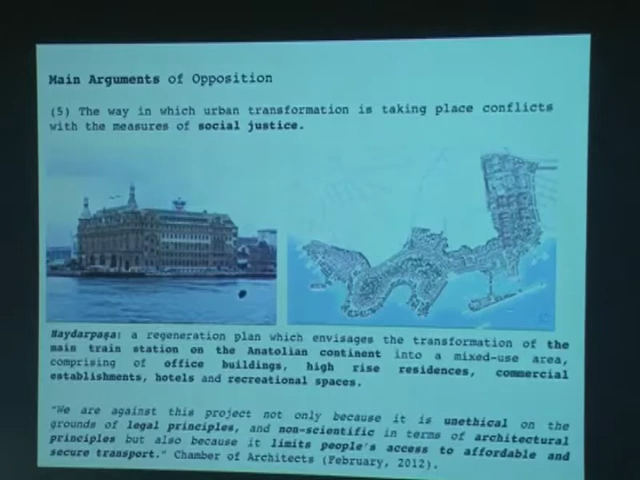 Main Arguments of Opposition
(5) The way in which urban transformation is taking place conflicts
with the measures of social justice.
Haydarpaşa: a regeneration plan which envisages the transformation of the
main train station on the Anatolian continent into a mixed-use area,
comprising of office buildings, high rise residences, commercial
establishments, hotels and recreational spaces.
"We are against this project not only because it is unethical on the
grounds of legal principles, and non-scientific in terms of architectural
principles but also because it limits people's access to affordable and
secure transport." Chamber of Architects (February, 2012).